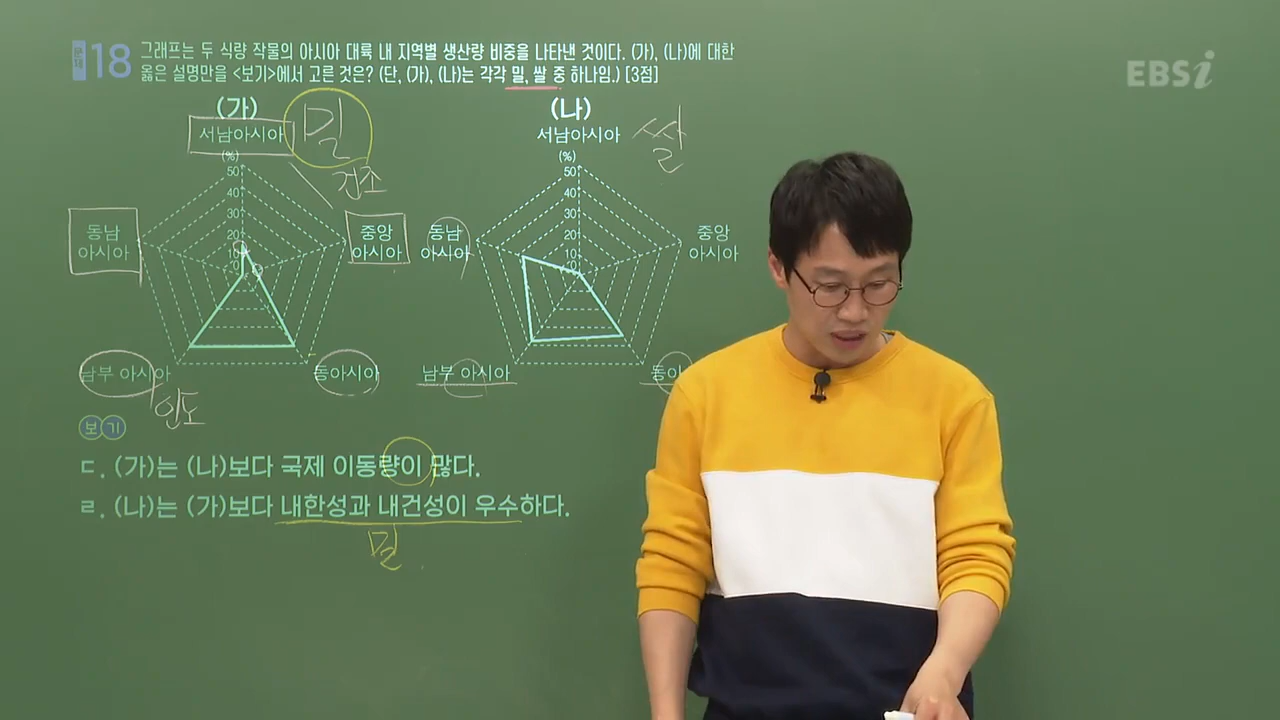 문제 18 그래프는 두 식량 작물의 아시아 대륙 내 지역별 생산량 비중을 나타낸 것이다. (가), (나)에 대한
옳은 설명만을 <보기>에서 고른 것은? (단, (가), (나)는 각각 밀, 쌀 중 하나임.) [3점]
EBSi
(가) 밀
서남아시아
(%)
50
40
30
20
10
0
건조
동남
아시아
중앙
아시아
남부 아시아
동아시아
인도
(나)
서남아시아 쌀
(%)
50
40
30
20
10
0
동남
아시아
중앙
아시아
남부 아시아
보기
ㄷ. (가)는 (나)보다 국제 이동량이 많다.
ㄹ. (나)는 (가)보다 내한성과 내건성이 우수하다.
밀